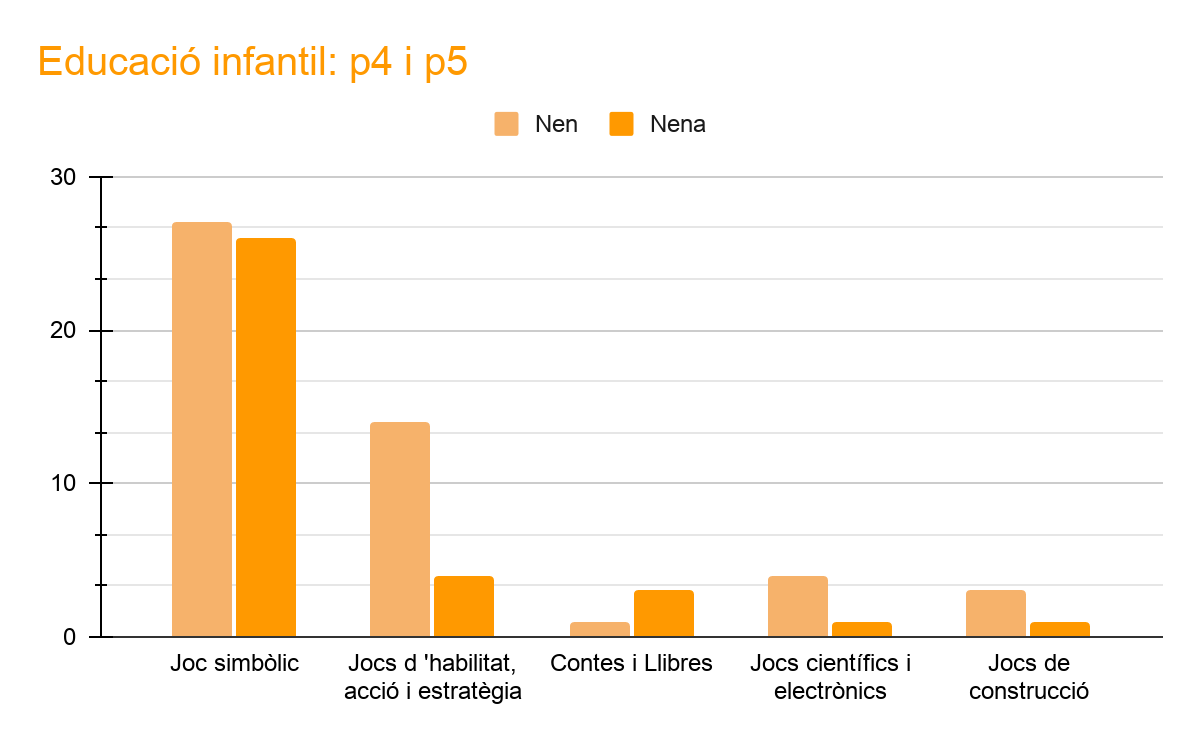 Educació infantil: p4 i p5
Nen
Nena
30
20
10
0
Joc simbòlic
Jocs d 'habilitat,
acció i estratègia
Contes i Llibres
Jocs científics i
electrònics
Jocs de
construcció